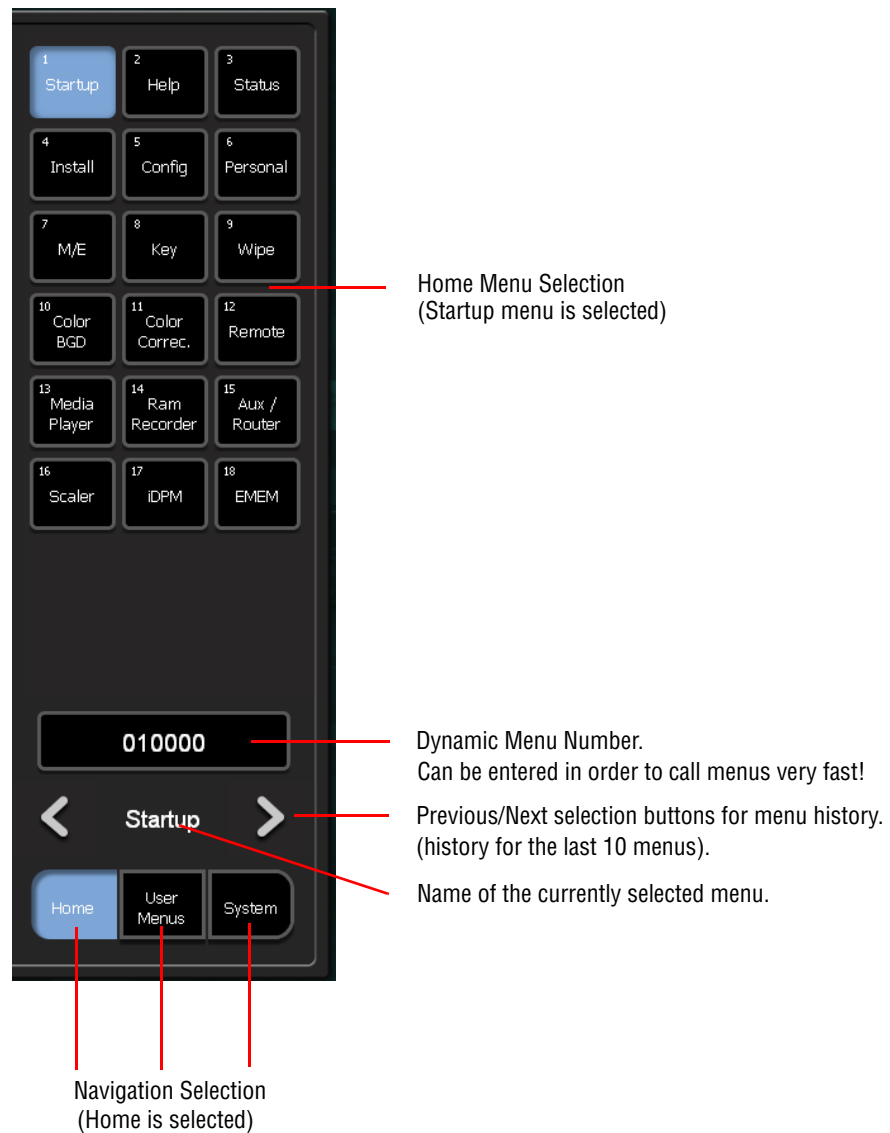 1
Startup
2
Help
3
Status
4
Install
5
Config
6
Personal
7
M/E
8
Key
9
Wipe
Home Menu Selection
(Startup menu is selected)
10
Color
BGD
11
Color
Correc.
12
Remote
13
Media
Player
14
Ram
Recorder
15
Aux /
Router
16
Scaler
17
iDPM
18
EMEM
010000
Dynamic Menu Number.
Can be entered in order to call menus very fast!
Startup
Previous/Next selection buttons for menu history.
(history for the last 10 menus).
Name of the currently selected menu.
Home
User
Menus
System
Navigation Selection
(Home is selected)